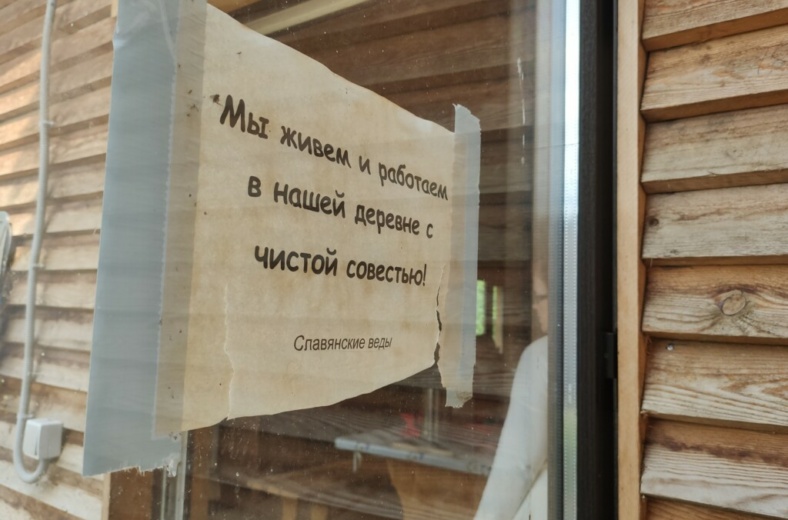 Мы живем и работаем
в нашей деревне с
чистой совестью!
Славянские веды